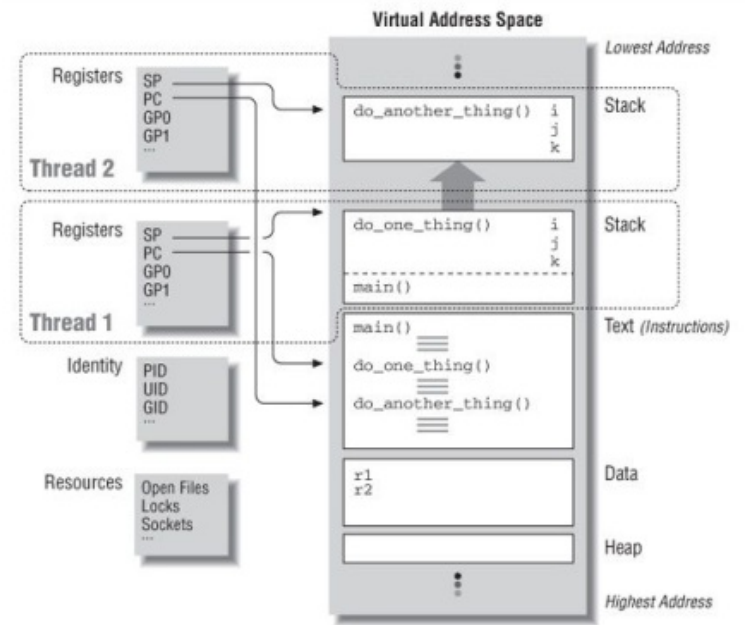 Virtual Address Space
Lowest Address
Registers
SP
PC
GP0
GP1
...
Thread 2
do_another_thing() i
j
k
Stack
Registers
SP
PC
GP0
GP1
...
Thread 1
do_one_thing() i
j
k
main()
Stack
main()
do_one_thing()
do_another_thing()
Text (Instructions)
Identity
PID
UID
GID
...
Resources
Open Files
Locks
Sockets
...
r1
r2
Data
Heap
Highest Address